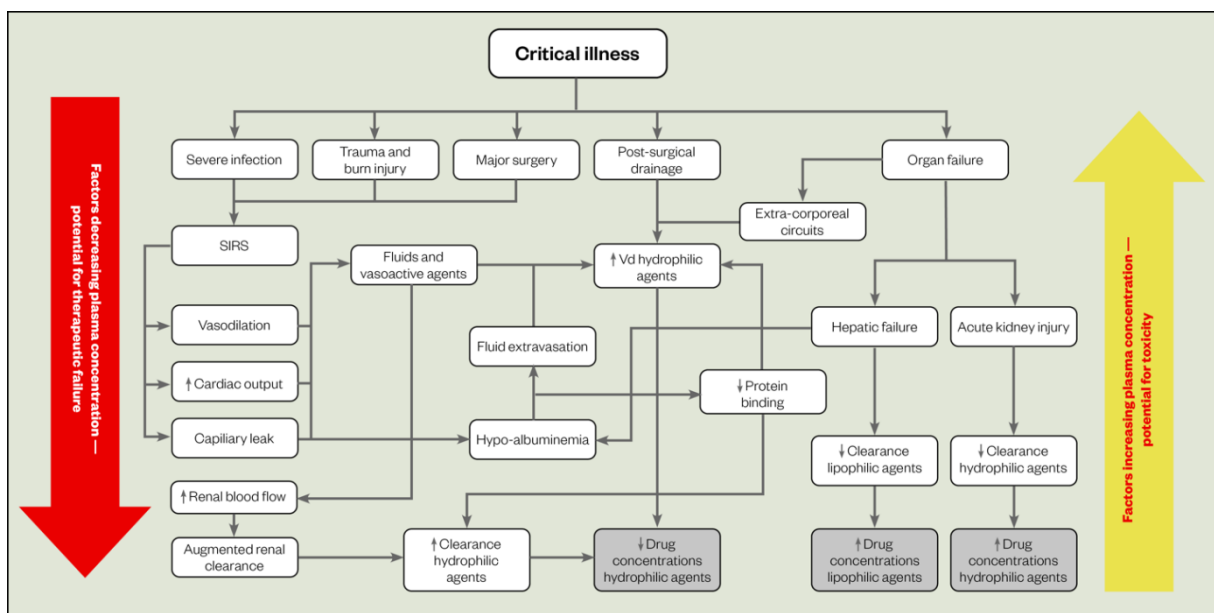 Critical illness
Severe infection
Trauma and
burn injury
Major surgery
Post-surgical
drainage
Organ failure
Extra-corporeal
circuits
SIRS
Fluids and
vasoactive agents
↑ Vd hydrophilic
agents
Vasodilation
Fluid extravasation
Hepatic failure
Acute kidney injury
↑ Cardiac output
↓ Protein
binding
Capiliary leak
Hypo-albuminemia
↓ Clearance
lipophilic agents
↓ Clearance
hydrophilic agents
↑ Renal blood flow
Augmented renal
clearance
↑ Clearance
hydrophilic
agents
↓ Drug
concentrations
hydrophilic agents
↑ Drug
concentrations
lipophilic agents
↑ Drug
concentrations
hydrophilic agents
Factors decreasing plasma concentration —
potential for therapeutic failure
Factors increasing plasma concentration —
potential for toxicity